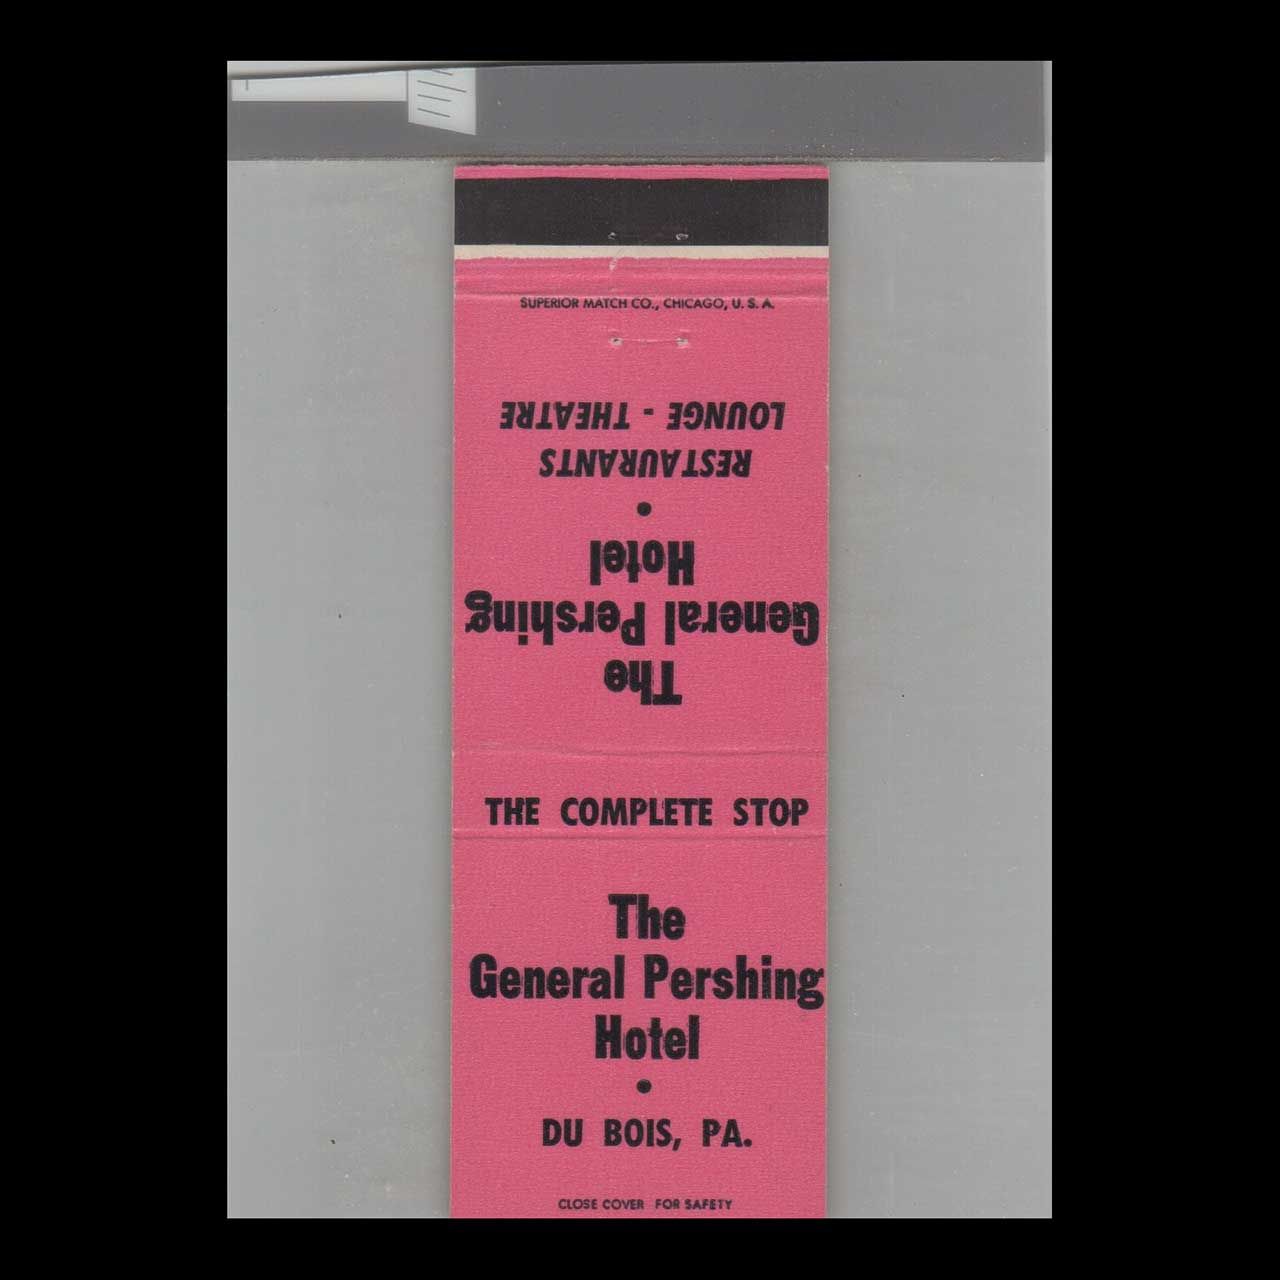 SUPERIOR MATCH CO., CHICAGO, U. S. A.
The
General Pershing
Hotel
•
RESTAURANTS
LOUNGE - THEATRE
THE COMPLETE STOP
The
General Pershing
Hotel
•
DU BOIS, PA.
CLOSE COVER FOR SAFETY